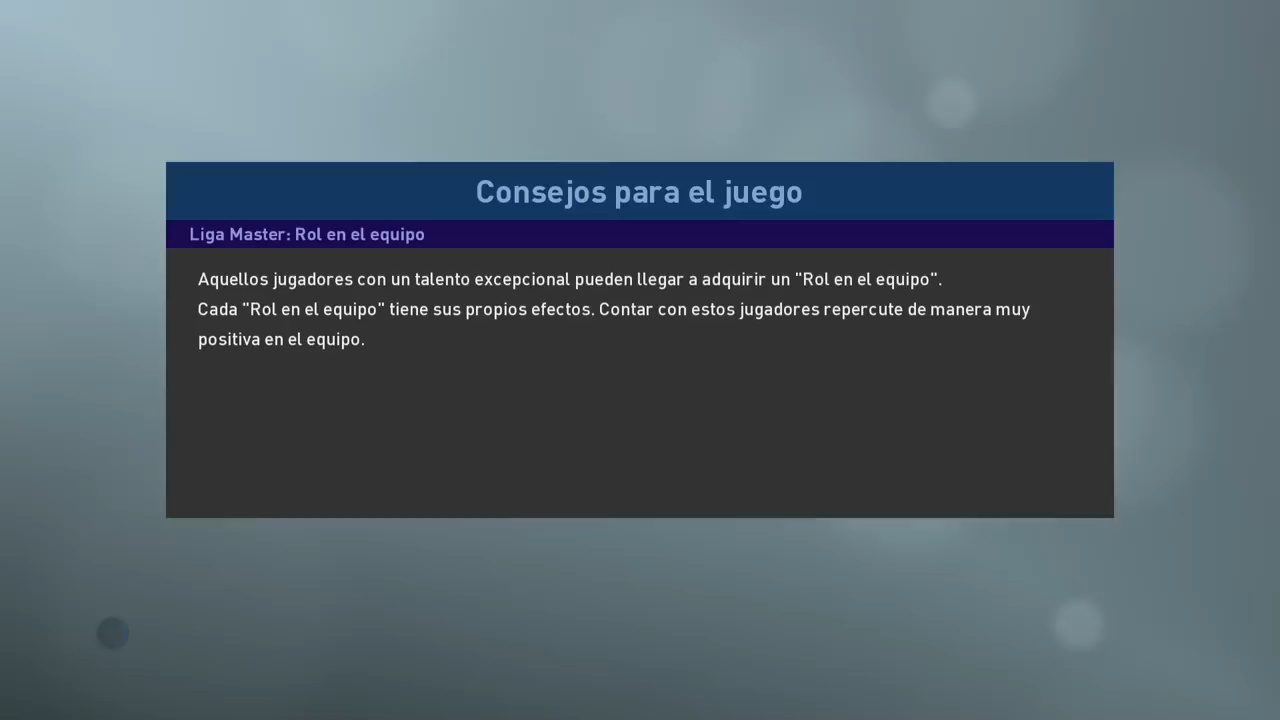 Consejos para el juego
Liga Master: Rol en el equipo
Aquellos jugadores con un talento excepcional pueden llegar a adquirir un "Rol en el equipo".
Cada "Rol en el equipo" tiene sus propios efectos. Contar con estos jugadores repercute de manera muy
positiva en el equipo.